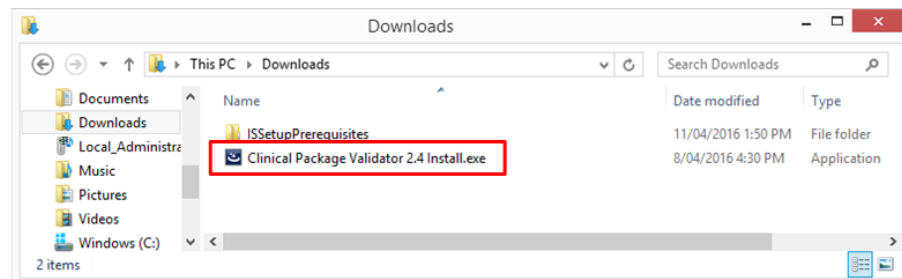 Downloads
This PC Downloads
Search Downloads
Documents
Downloads
Local_Administra
Music
Pictures
Videos
Windows (C:)
Name Date modified Type
ISSetupPrerequisites 11/04/2016 1:50 PM File folder
Clinical Package Validator 2.4 Install.exe 8/04/2016 4:30 PM Application
2 items